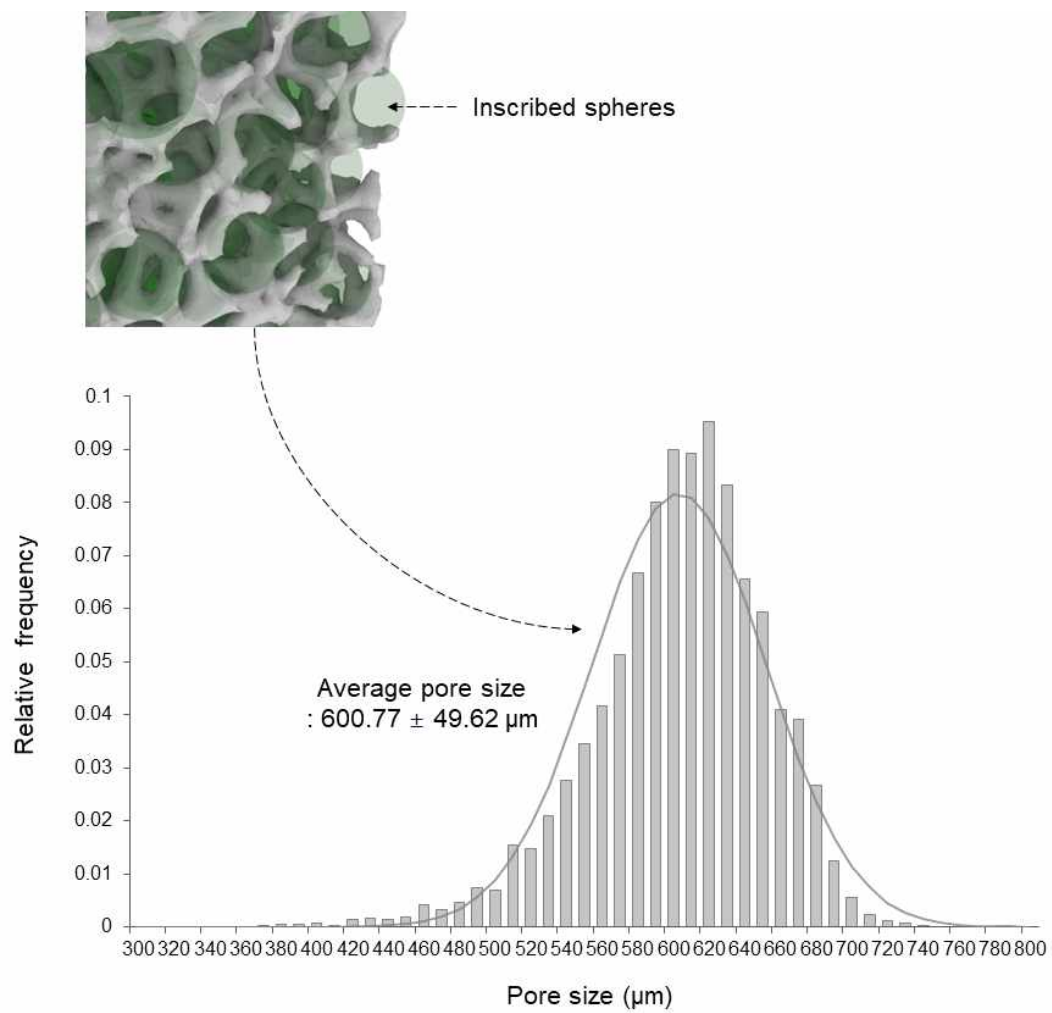 Inscribed spheres
0.1
0.09
0.08
0.07
0.06
0.05
0.04
0.03
0.02
0.01
0
Relative frequency
Average pore size
: 600.77 ± 49.62 µm
300 320 340 360 380 400 420 440 460 480 500 520 540 560 580 600 620 640 660 680 700 720 740 760 780 800
Pore size (µm)